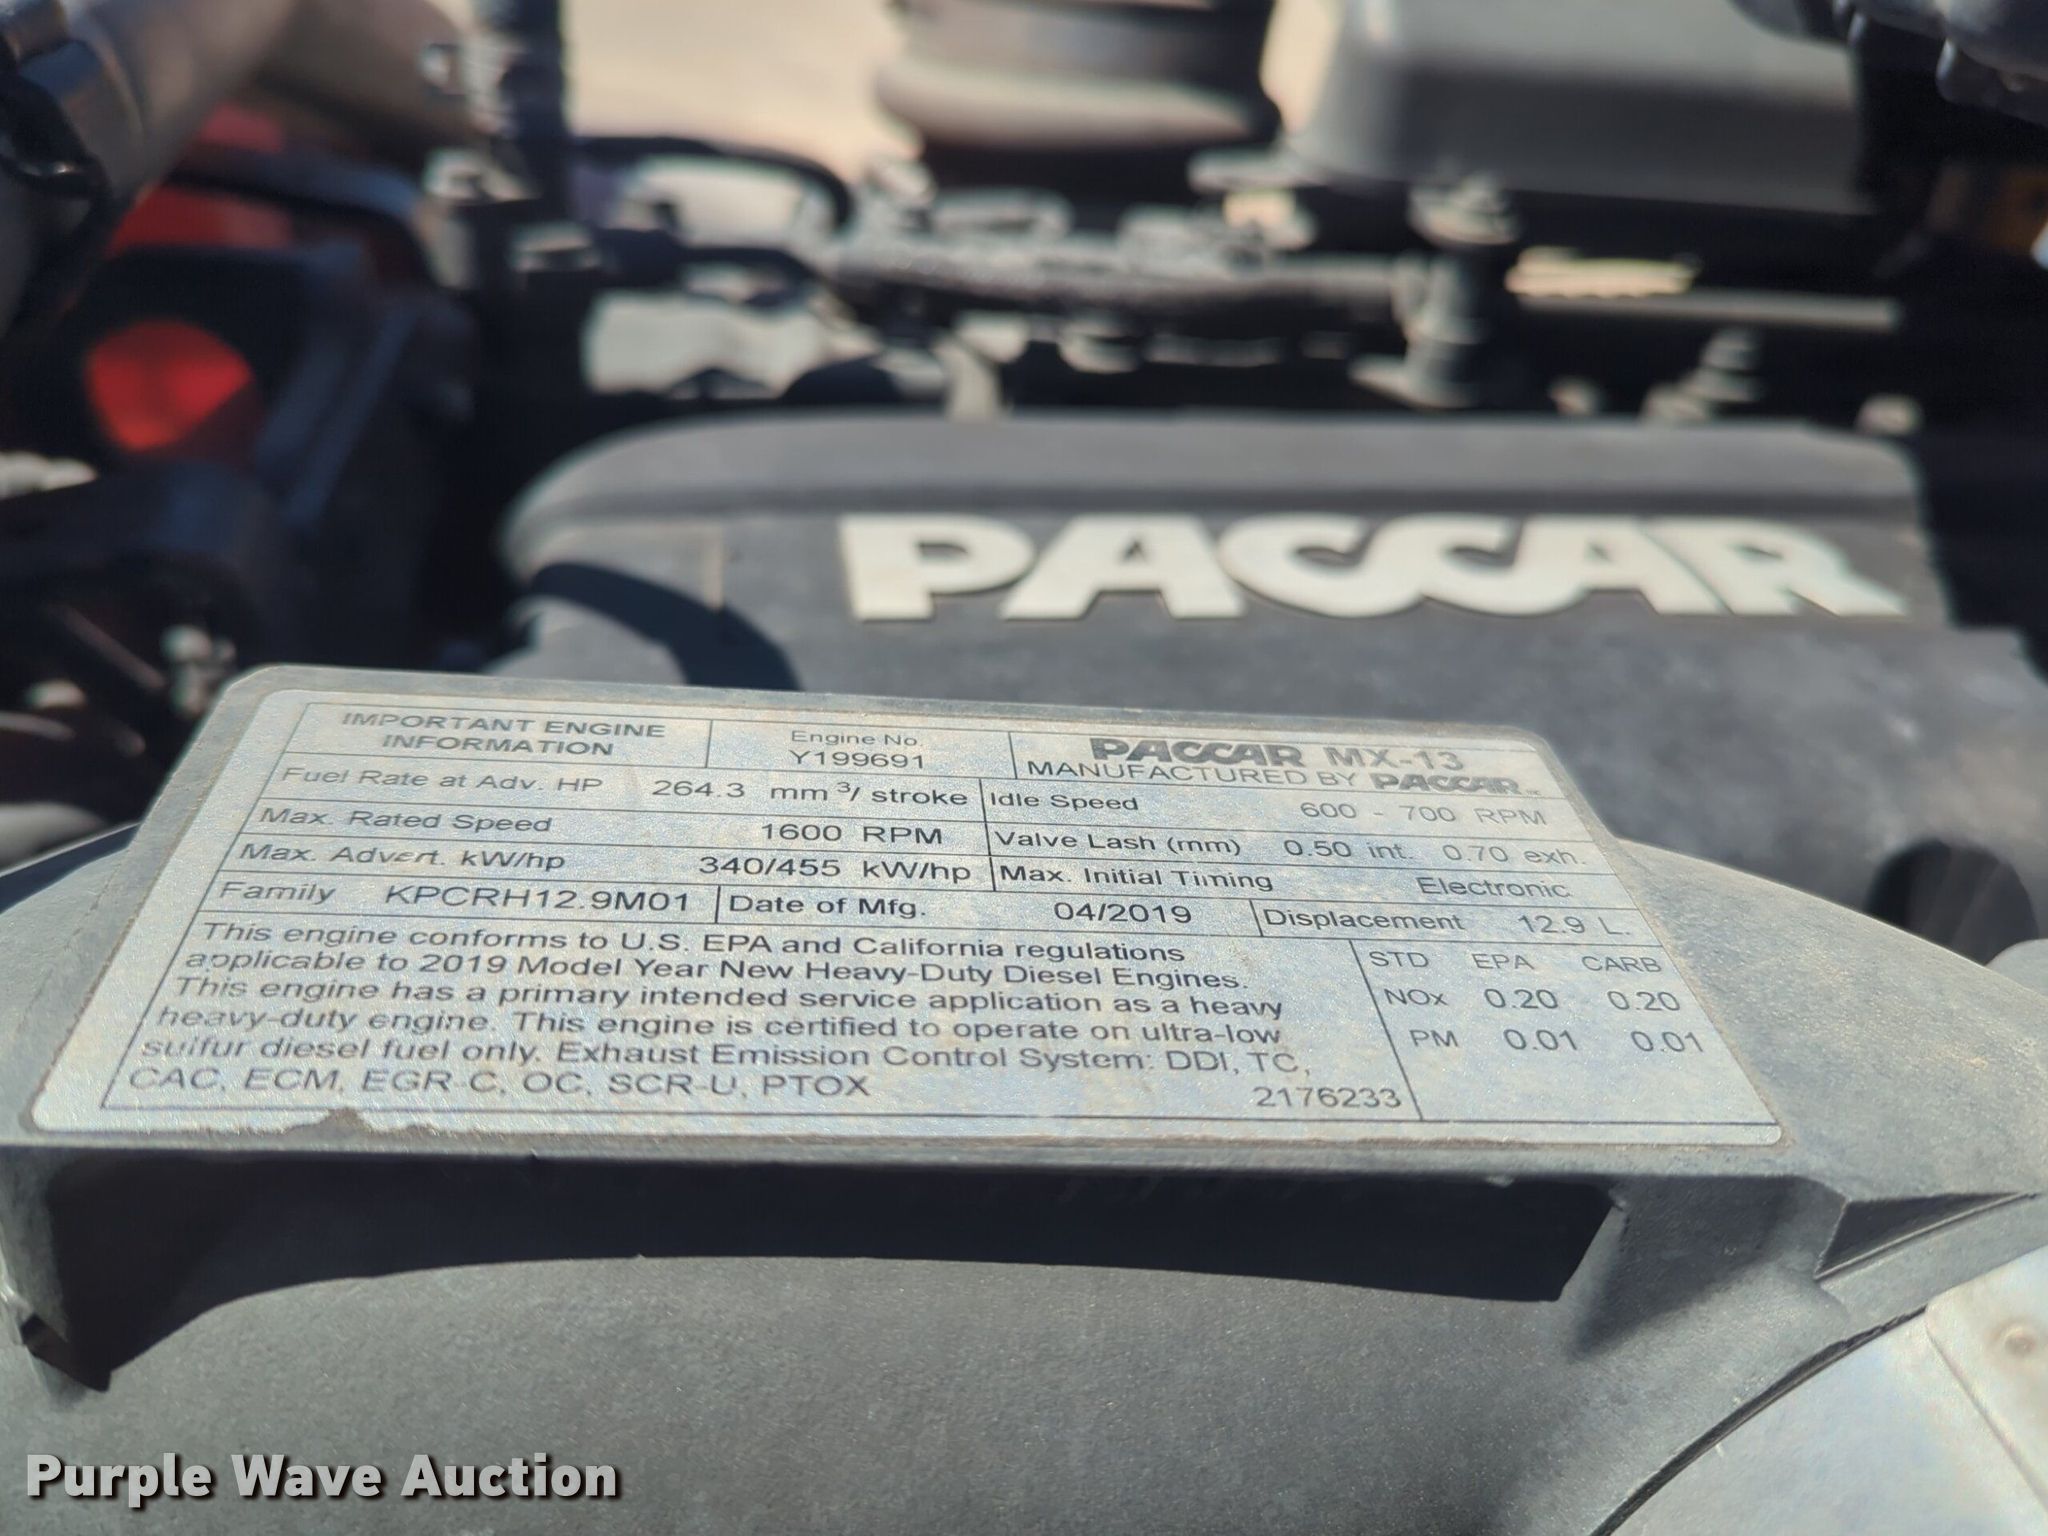 PACCAR
IMPORTANT ENGINE INFORMATION
Engine No. Y199691
PACCAR MX-13
MANUFACTURED BY PACCAR
Fuel Rate at Adv. HP 264.3 mm³/ stroke
Idle Speed 600 - 700 RPM
Max. Rated Speed 1600 RPM
Valve Lash (mm) 0.50 int. 0.70 exh.
Max. Advert. kW/hp 340/455 kW/hp
Max. Initial Timing Electronic
Family KPCRH12.9M01
Date of Mfg. 04/2019
Displacement 12.9 L.
This engine conforms to U.S. EPA and California regulations
applicable to 2019 Model Year New Heavy-Duty Diesel Engines.
This engine has a primary intended service application as a heavy
heavy-duty engine. This engine is certified to operate on ultra-low
sulfur diesel fuel only. Exhaust Emission Control System: DDI, TC,
CAC, ECM, EGR-C, OC, SCR-U, PTOX
2176233
STD EPA CARB
NOx 0.20 0.20
PM 0.01 0.01
Purple Wave Auction